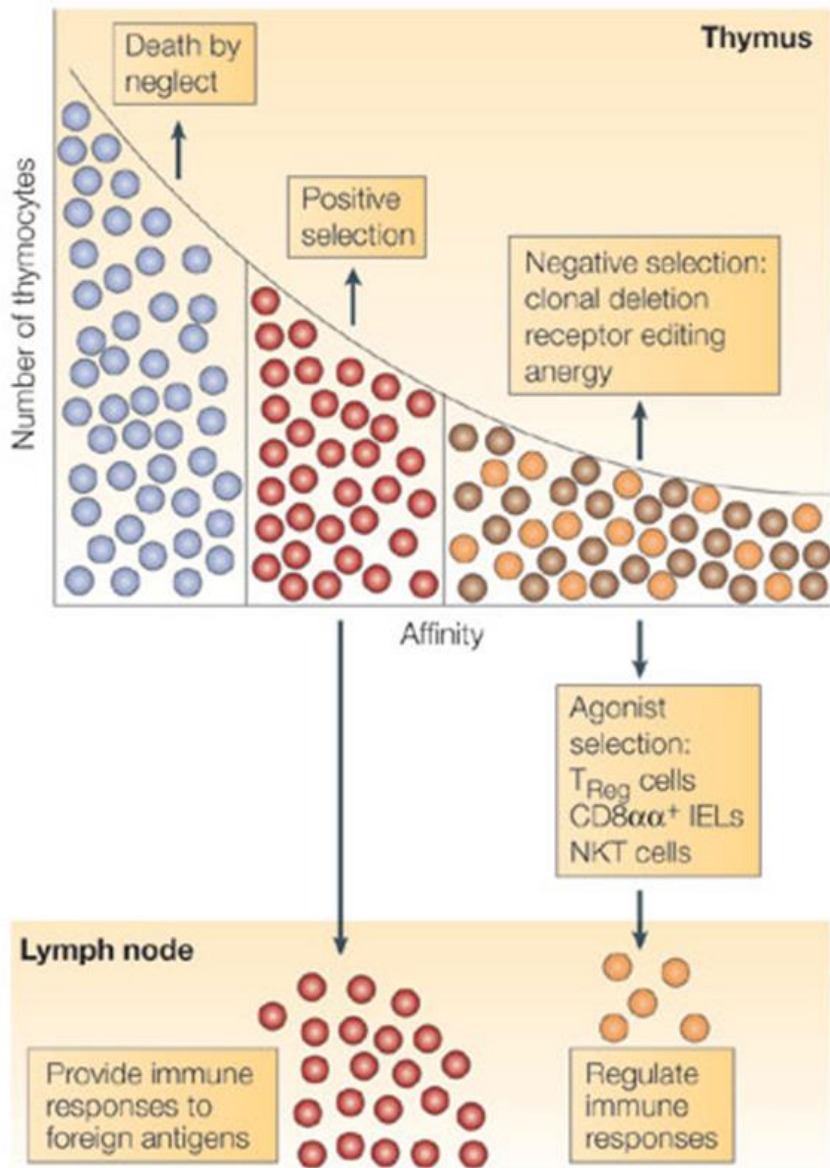 Thymus
Death by
neglect
Positive
selection
Negative selection:
clonal deletion
receptor editing
anergy
Number of thymocytes
Affinity
Agonist
selection:
TReg cells
CD8αα+ IELs
NKT cells
Lymph node
Provide immune
responses to
foreign antigens
Regulate
immune
responses